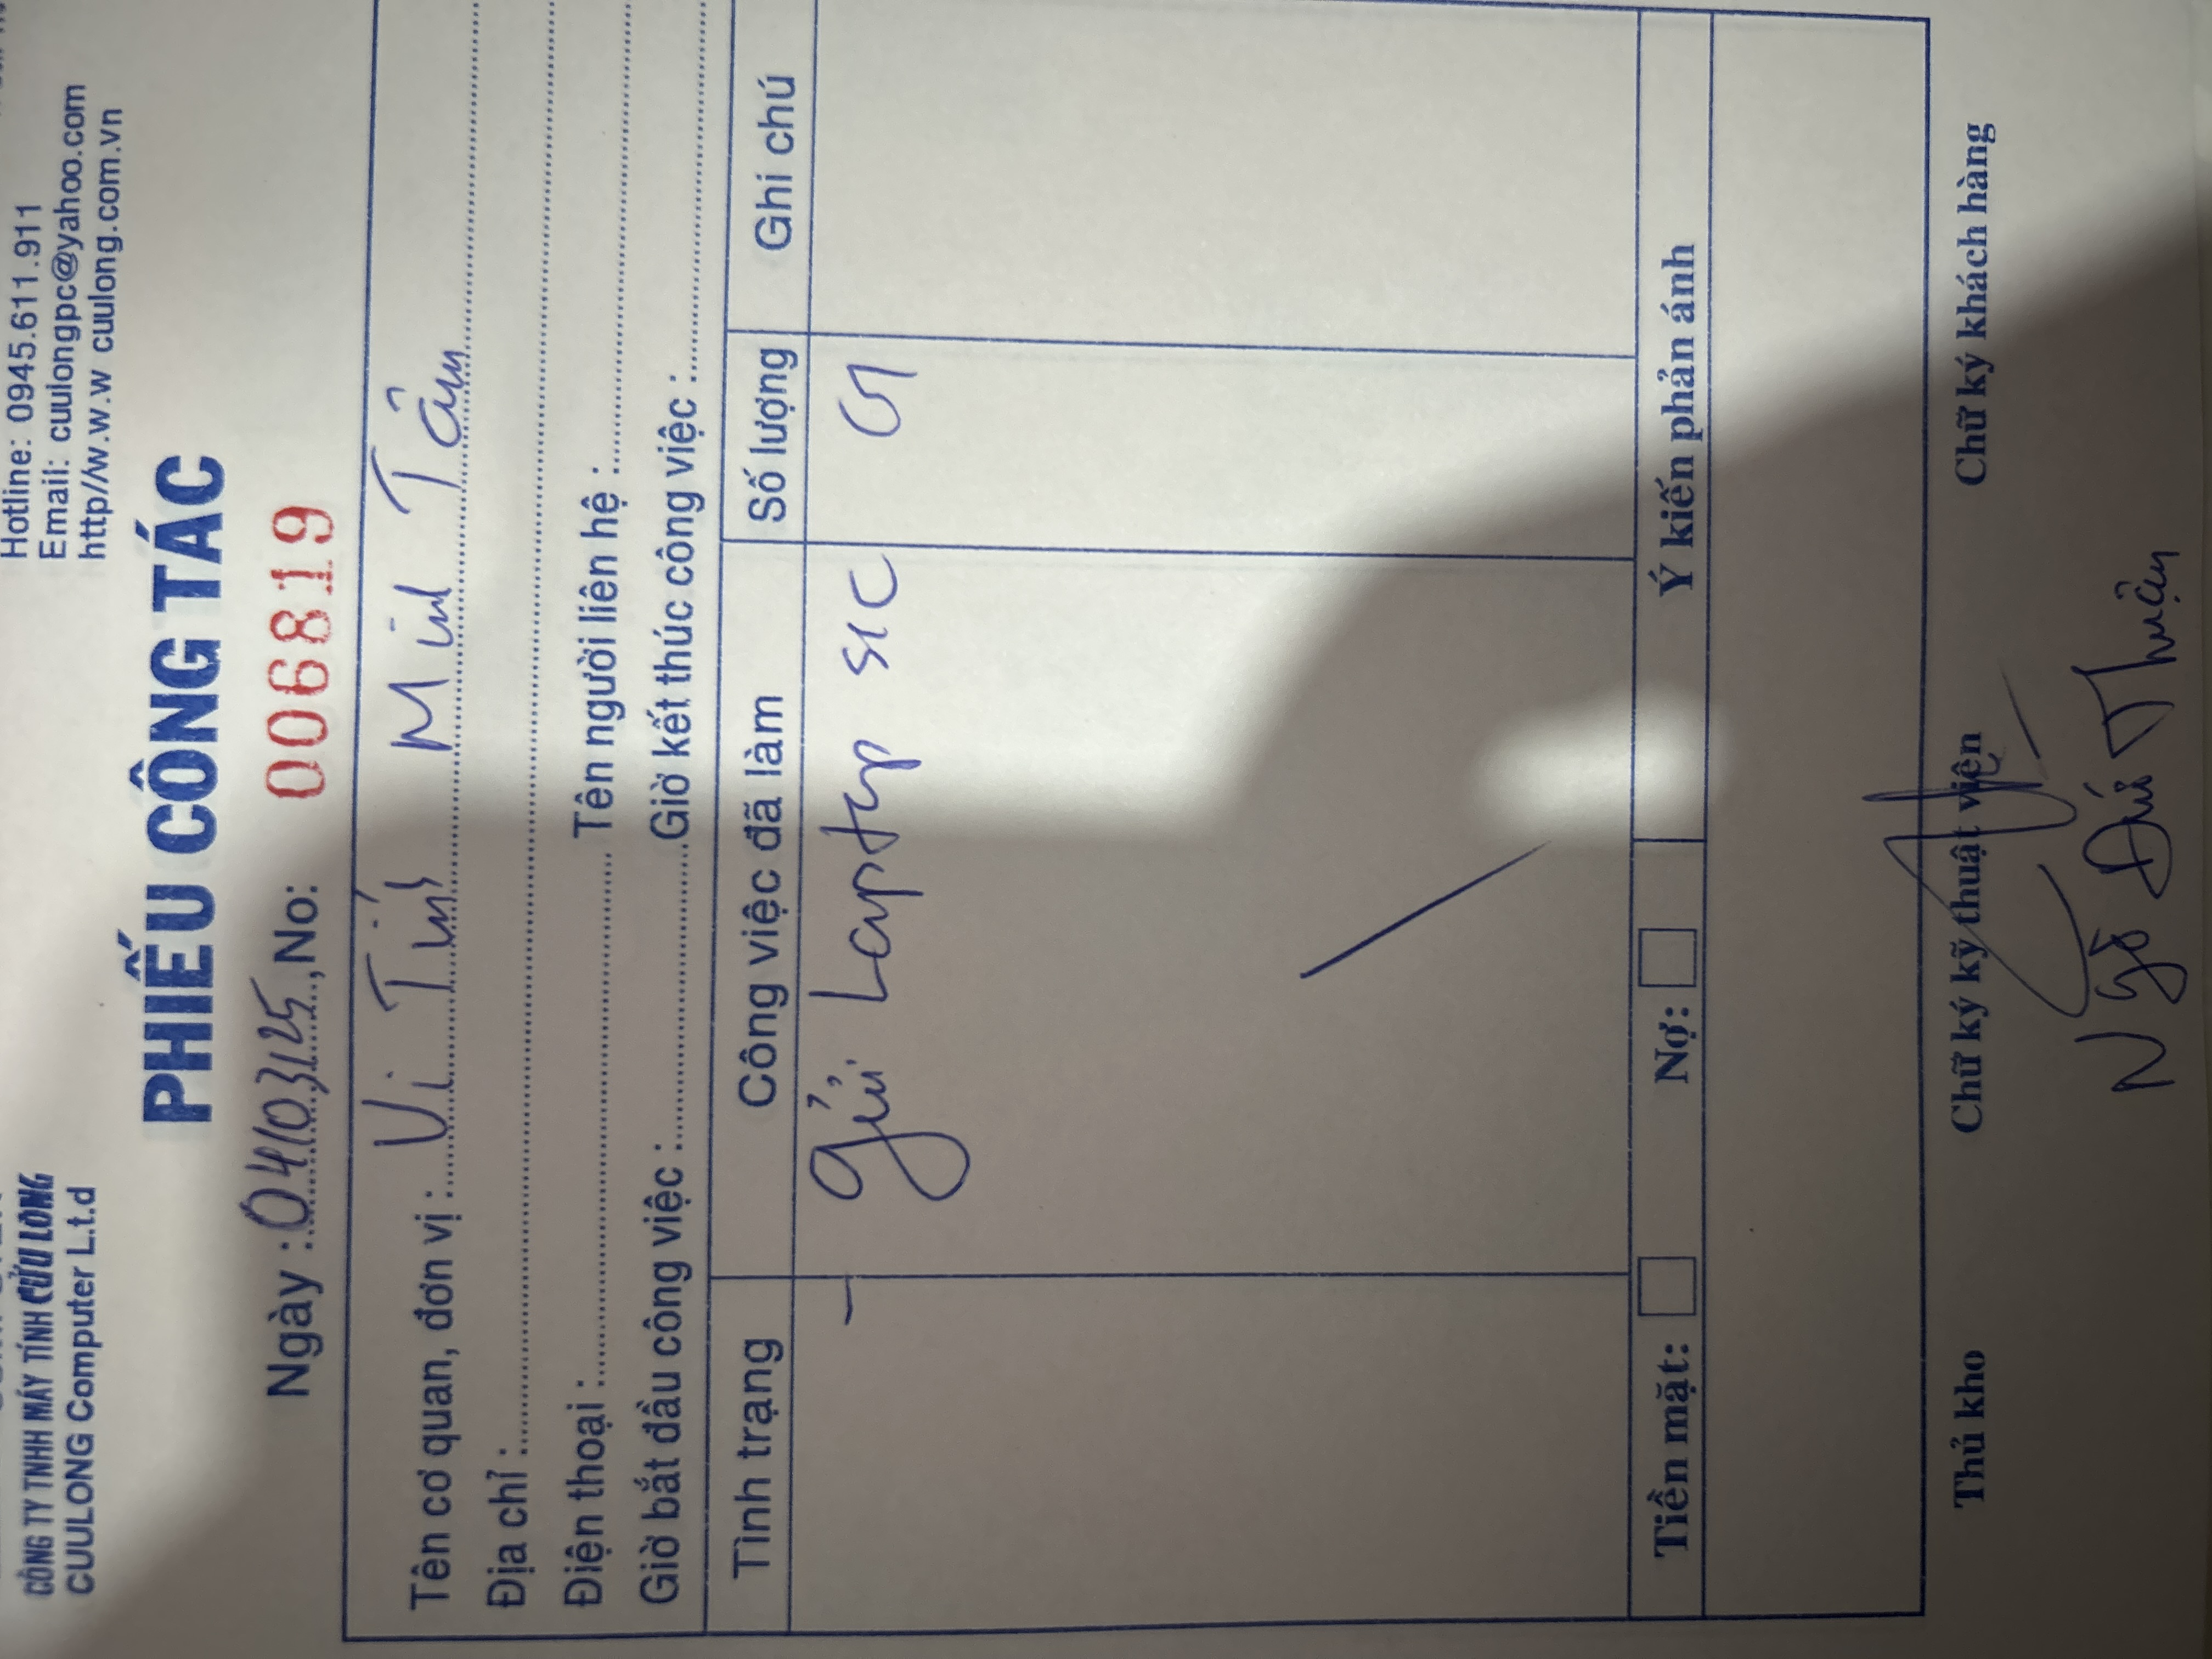 CÔNG TY TNHH MÁY TÍNH CỬU LONG
CUULONG Computer L.t.d
Hotline: 0945.611.911
Email: cuulongpc@yahoo.com
http//w.w.w cuulong.com.vn
PHIẾU CÔNG TÁC
Ngày : 04/03/25, No: 006819
Tên cơ quan, đơn vị : Vi Tính Minh Tâm
Địa chỉ :
Điện thoại : Tên người liên hệ :
Giờ bắt đầu công việc : Giờ kết thúc công việc :
Tình trạng Công việc đã làm Số lượng Ghi chú
- gửi Laptop s/c 01
Tiền mặt: Nợ: Ý kiến phản ánh
Thủ kho Chữ ký kỹ thuật viên Chữ ký khách hàng
Ngô Đức Thuận